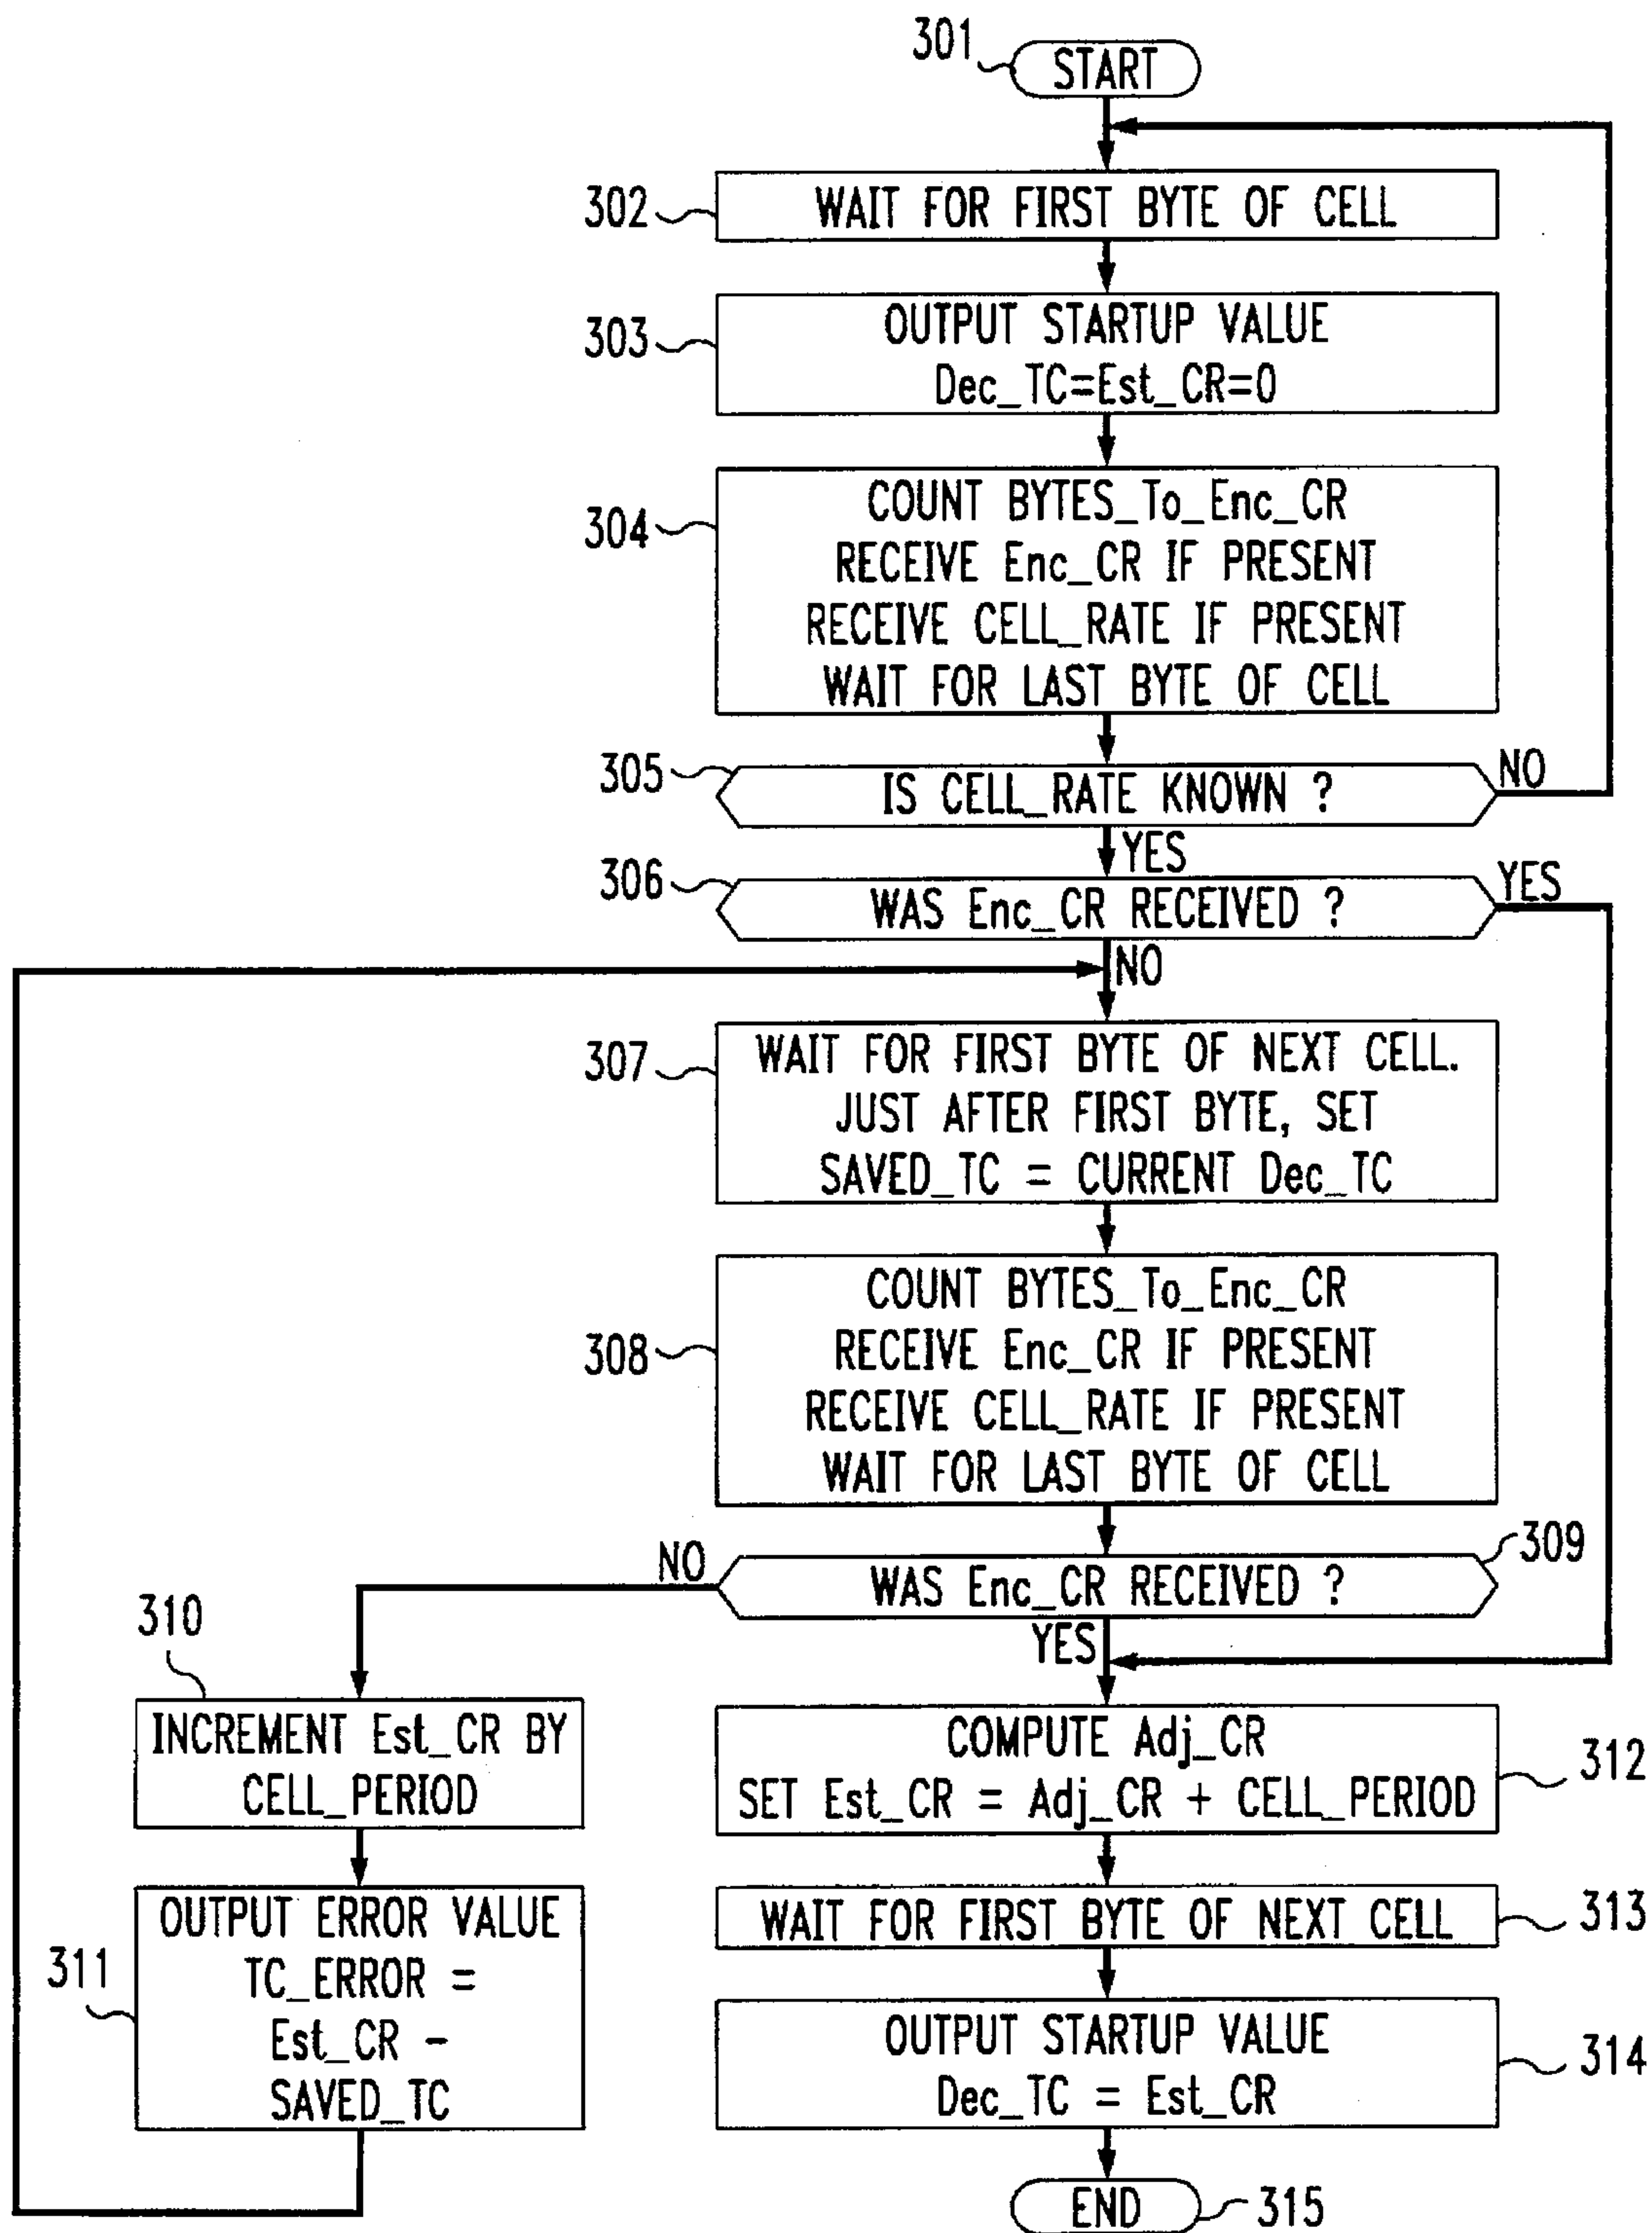 301
START
302
WAIT FOR FIRST BYTE OF CELL
303
OUTPUT STARTUP VALUE
Dec_TC=Est_CR=0
304
COUNT BYTES_To_Enc_CR
RECEIVE Enc_CR IF PRESENT
RECEIVE CELL_RATE IF PRESENT
WAIT FOR LAST BYTE OF CELL
305
IS CELL_RATE KNOWN ?
NO
YES
306
WAS Enc_CR RECEIVED ?
YES
NO
307
WAIT FOR FIRST BYTE OF NEXT CELL.
JUST AFTER FIRST BYTE, SET
SAVED_TC = CURRENT Dec_TC
308
COUNT BYTES_To_Enc_CR
RECEIVE Enc_CR IF PRESENT
RECEIVE CELL_RATE IF PRESENT
WAIT FOR LAST BYTE OF CELL
309
WAS Enc_CR RECEIVED ?
NO
YES
310
INCREMENT Est_CR BY
CELL_PERIOD
311
OUTPUT ERROR VALUE
TC_ERROR =
Est_CR -
SAVED_TC
312
COMPUTE Adj_CR
SET Est_CR = Adj_CR + CELL_PERIOD
313
WAIT FOR FIRST BYTE OF NEXT CELL
314
OUTPUT STARTUP VALUE
Dec_TC = Est_CR
END
315